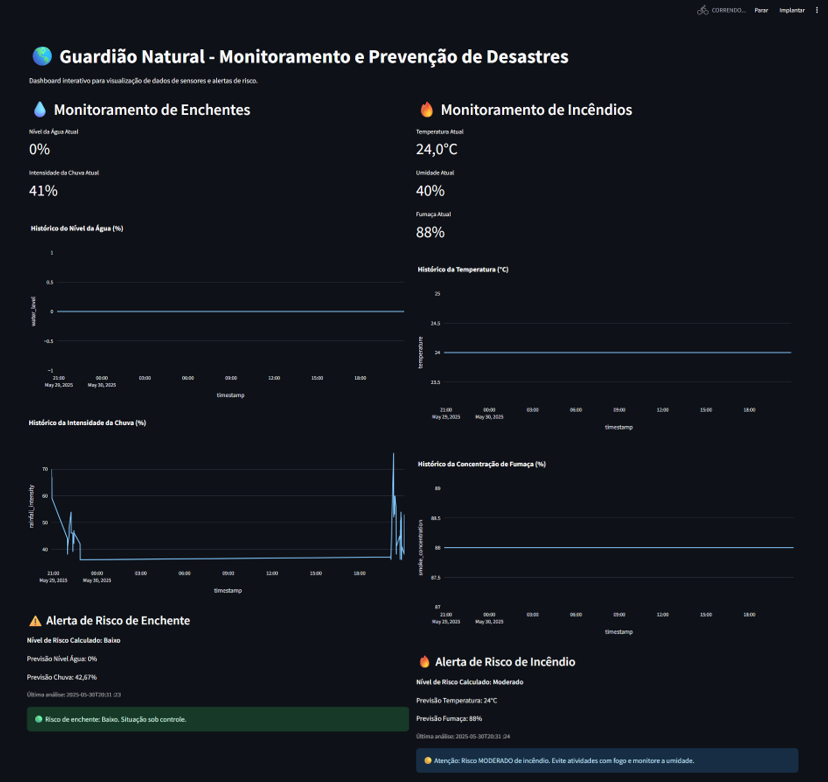 CORRENDO...
Parar
Implantar
Guardião Natural - Monitoramento e Prevenção de Desastres
Dashboard interativo para visualização de dados de sensores e alertas de risco.
Monitoramento de Enchentes
Nível da Água Atual
0%
Intensidade da Chuva Atual
41%
Histórico do Nível da Água (%)
1
0.5
0
−0.5
−1
water_level
21:00 00:00 03:00 06:00 09:00 12:00 15:00 18:00
May 29, 2025 May 30, 2025
timestamp
Histórico da Intensidade da Chuva (%)
70
60
50
40
rainfall_intensity
21:00 00:00 03:00 06:00 09:00 12:00 15:00 18:00
May 29, 2025 May 30, 2025
timestamp
Alerta de Risco de Enchente
Nível de Risco Calculado: Baixo
Previsão Nível Água: 0%
Previsão Chuva: 42,67%
Última análise: 2025-05-30T20:31 :23
Risco de enchente: Baixo. Situação sob controle.
Monitoramento de Incêndios
Temperatura Atual
24,0°C
Umidade Atual
40%
Fumaça Atual
88%
Histórico da Temperatura (°C)
25
24.5
24
23.5
temperature
21:00 00:00 03:00 06:00 09:00 12:00 15:00 18:00
May 29, 2025 May 30, 2025
timestamp
Histórico da Concentração de Fumaça (%)
89
88.5
88
87.5
87
smoke_concentration
21:00 00:00 03:00 06:00 09:00 12:00 15:00 18:00
May 29, 2025 May 30, 2025
timestamp
Alerta de Risco de Incêndio
Nível de Risco Calculado: Moderado
Previsão Temperatura: 24°C
Previsão Fumaça: 88%
Última análise: 2025-05-30T20:31 :24
Atenção: Risco MODERADO de incêndio. Evite atividades com fogo e monitore a umidade.